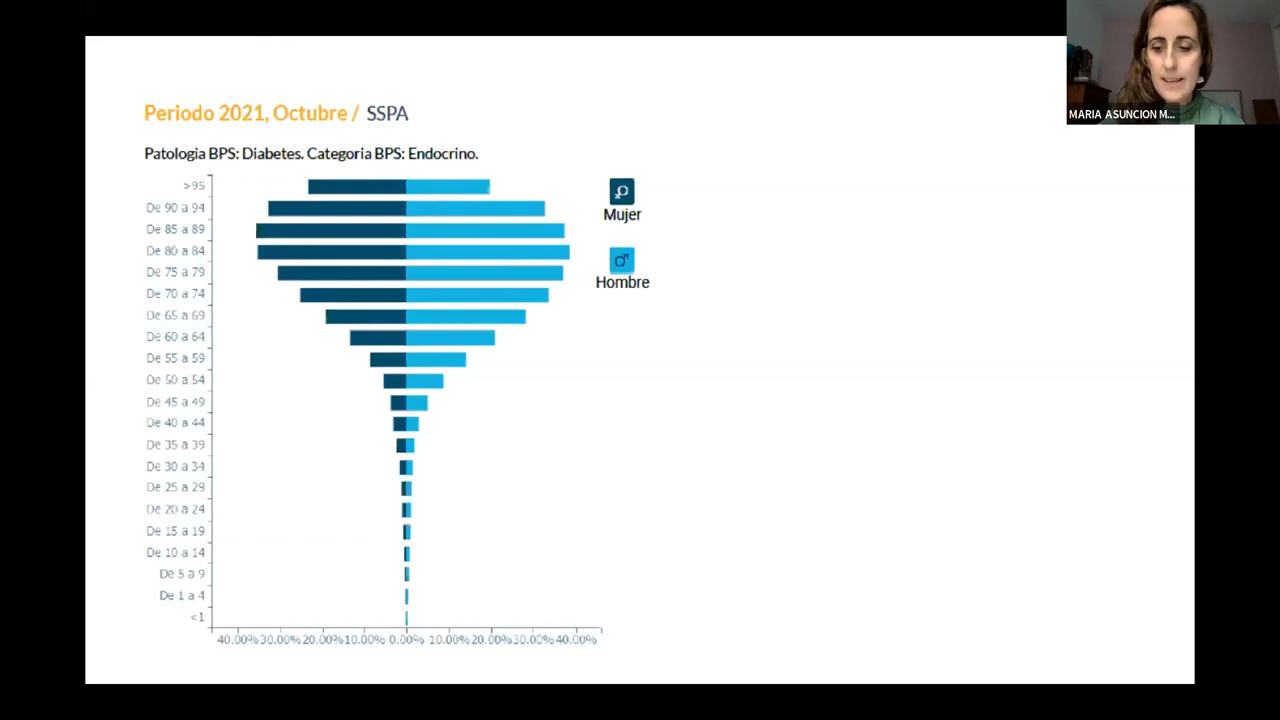 MARIA ASUNCION M...
Periodo 2021, Octubre / SSPA
Patologia BPS: Diabetes. Categoria BPS: Endocrino.
>95
De 90 a 94
De 85 a 89
De 80 a 84
De 75 a 79
De 70 a 74
De 65 a 69
De 60 a 64
De 55 a 59
De 50 a 54
De 45 a 49
De 40 a 44
De 35 a 39
De 30 a 34
De 25 a 29
De 20 a 24
De 15 a 19
De 10 a 14
De 5 a 9
De 1 a 4
<1
40.00% 30.00% 20.00% 10.00% 0.00% 10.00% 20.00% 30.00% 40.00%
Mujer
Hombre